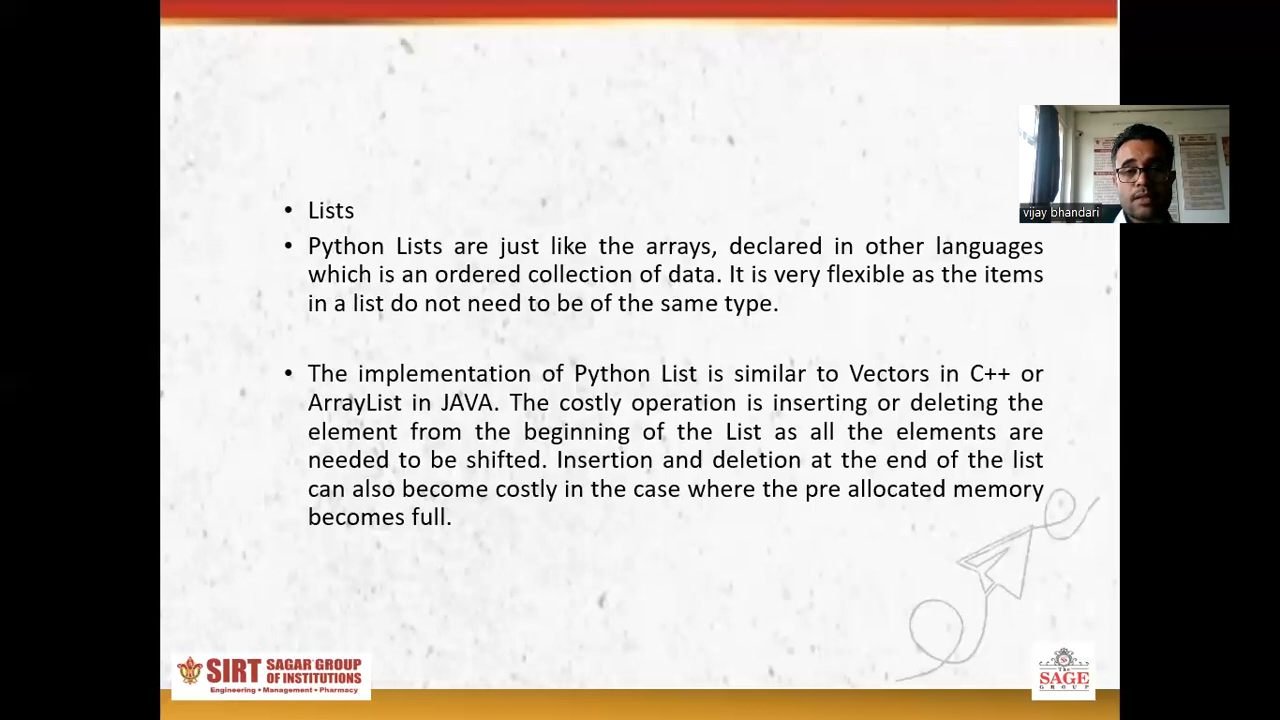 • Lists
• Python Lists are just like the arrays, declared in other languages
which is an ordered collection of data. It is very flexible as the items
in a list do not need to be of the same type.
• The implementation of Python List is similar to Vectors in C++ or
ArrayList in JAVA. The costly operation is inserting or deleting the
element from the beginning of the List as all the elements are
needed to be shifted. Insertion and deletion at the end of the list
can also become costly in the case where the pre allocated memory
becomes full.
vijay bhandari
SIRT SAGAR GROUP
OF INSTITUTIONS
Engineering • Management • Pharmacy
The
SAGE
GROUP